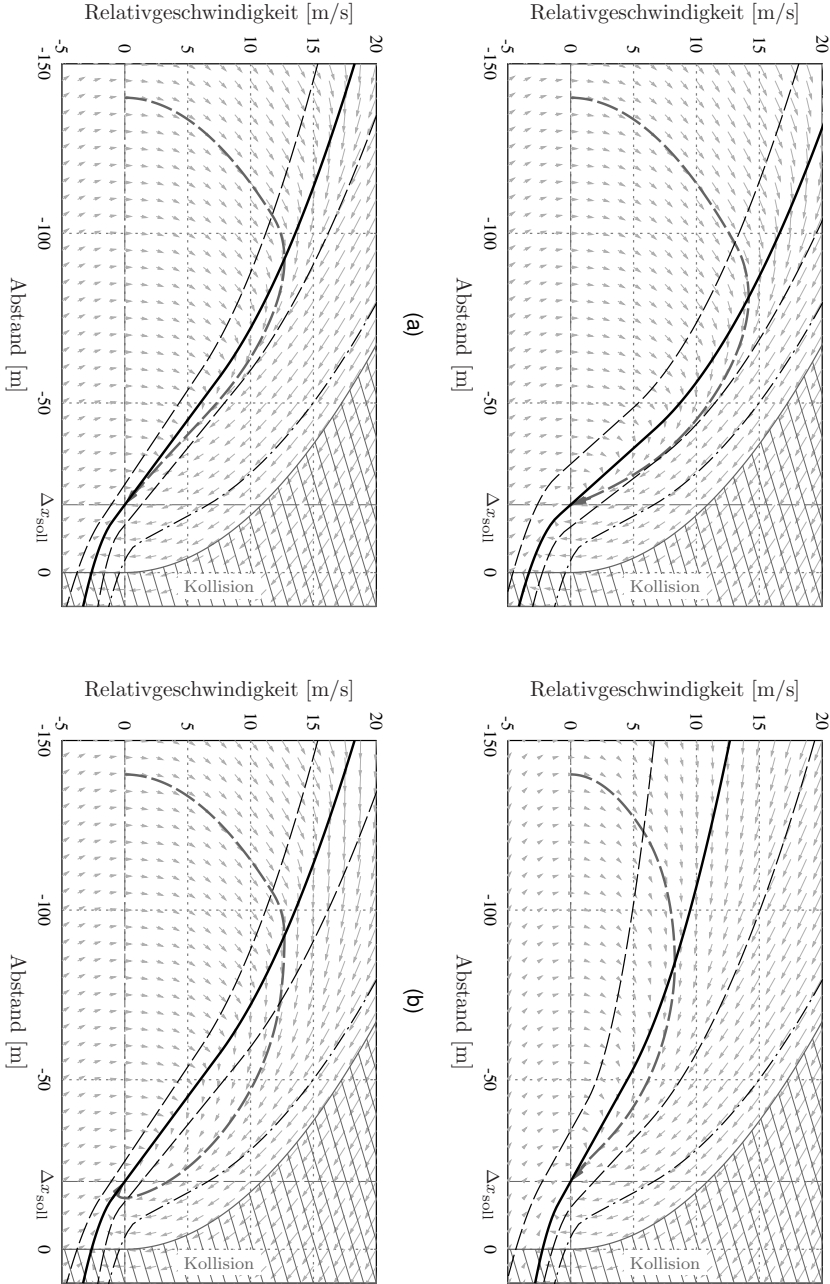 Relativgeschwindigkeit [m/s]
20
15
10
5
0
-5
Kollision
-150
-100
-50
Δx_soll
0
Abstand [m]
(a)
Relativgeschwindigkeit [m/s]
20
15
10
5
0
-5
Kollision
-150
-100
-50
Δx_soll
0
Abstand [m]
(b)
Relativgeschwindigkeit [m/s]
20
15
10
5
0
-5
Kollision
-150
-100
-50
Δx_soll
0
Abstand [m]
Relativgeschwindigkeit [m/s]
20
15
10
5
0
-5
Kollision
-150
-100
-50
Δx_soll
0
Abstand [m]